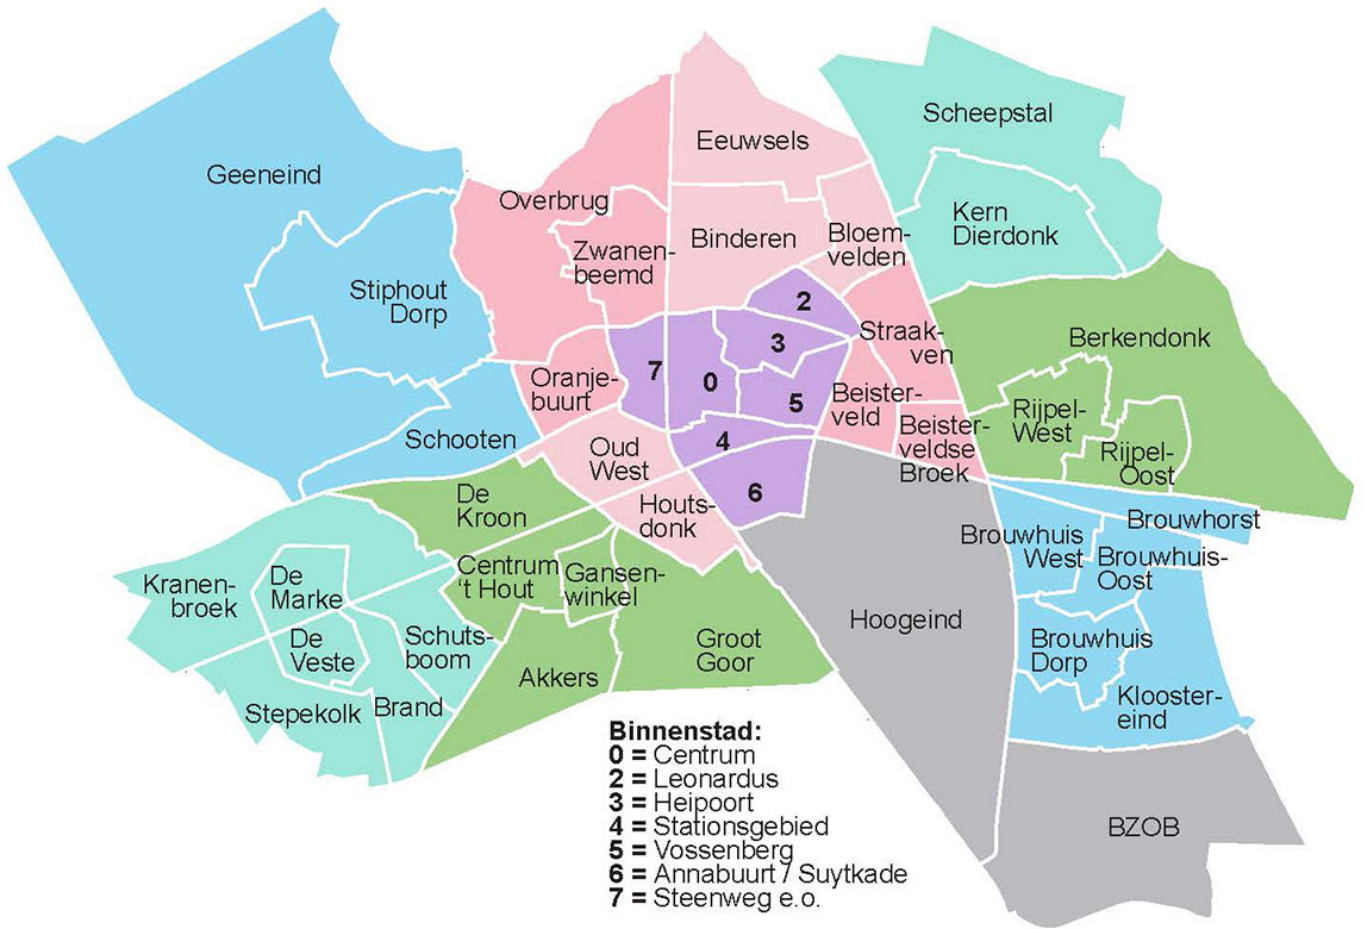 Scheepstal
Eeuwsels
Geeneind
Overbrug
Kern
Dierdonk
Binderen
Bloem-
velden
Zwanen-
beemd
Stiphout
Dorp
2
Straak-
ven
Berkendonk
3
7
0
Oranje-
buurt
5
Beister-
veld
Rijpel-
West
Beister-
veldse
Broek
Schooten
4
Oud
West
Rijpel-
Oost
De
Kroon
6
Houts-
donk
Brouwhorst
Brouwhuis
West
Brouwhuis-
Oost
Kranen-
broek
De
Marke
Centrum
't Hout
Gansen-
winkel
Hoogeind
De
Veste
Schuts-
boom
Groot
Goor
Brouwhuis
Dorp
Akkers
Stepekolk
Brand
Klooster-
eind
BZOB
Binnenstad:
0 = Centrum
2 = Leonardus
3 = Heipoort
4 = Stationsgebied
5 = Vossenberg
6 = Annabuurt / Suytkade
7 = Steenweg e.o.